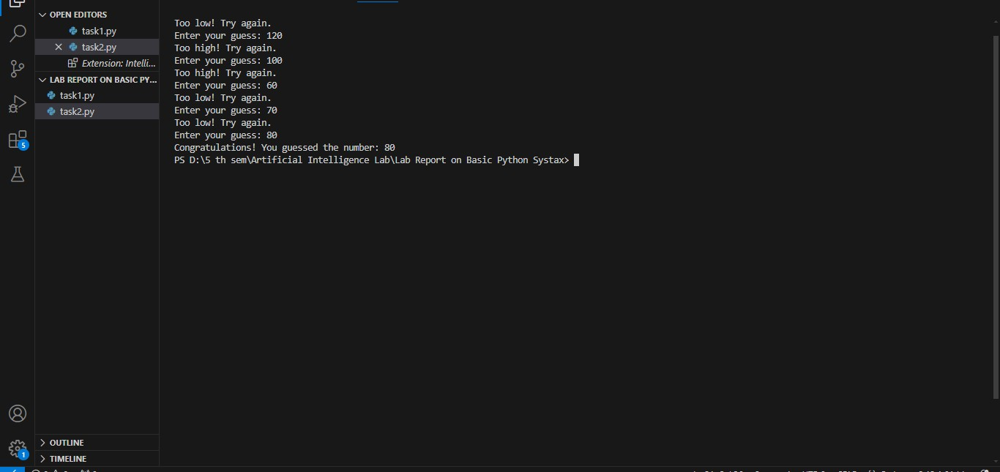 OPEN EDITORS
task1.py
task2.py
Extension: Intelli...
LAB REPORT ON BASIC PY...
task1.py
task2.py
5
1
OUTLINE
TIMELINE
Too low! Try again.
Enter your guess: 120
Too high! Try again.
Enter your guess: 100
Too high! Try again.
Enter your guess: 60
Too low! Try again.
Enter your guess: 70
Too low! Try again.
Enter your guess: 80
Congratulations! You guessed the number: 80
PS D:\5 th sem\Artificial Intelligence Lab\Lab Report on Basic Python Systax>